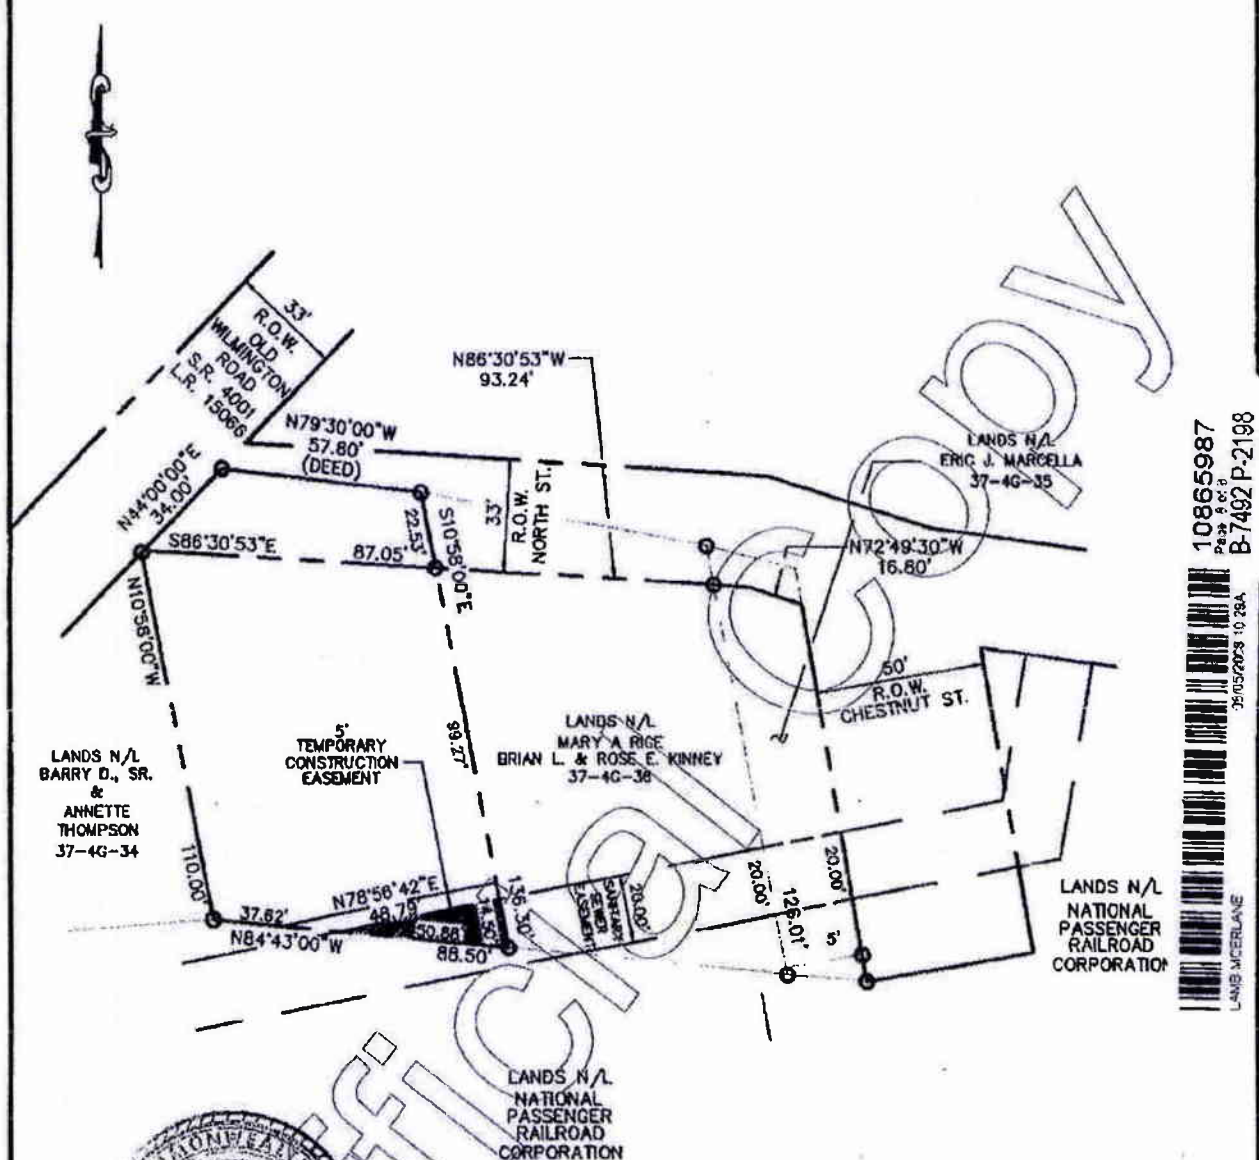 33'
R.O.W.
OLD
WILMINGTON
ROAD
S.R. 4001
L.R. 15066
N86°30'53"W
93.24'
N79°30'00"W
57.80'
(DEED)
N44°00'00"E
34.00'
22.53'
S10°58'00"E
33'
R.O.W.
NORTH ST.
S86°30'53"E
87.05'
LANDS N/L
ERIC J. MARCELLA
37-4G-35
N72°49'30"W
16.80'
N10°58'00"W
110.00'
99.27'
50'
R.O.W.
CHESTNUT ST.
5'
TEMPORARY
CONSTRUCTION
EASEMENT
LANDS N/L
MARY A RICE
BRIAN L. & ROSE E. KINNEY
37-4G-36
LANDS N/L
BARRY D., SR.
&
ANNETTE
THOMPSON
37-4G-34
N78°56'42"E
37.62'
50.88'
N84°43'00"W
88.50'
136.30'
14.50'
SANITARY
SEWER
EASEMENT
20.00'
20.00'
20.00'
126.01'
5'
LANDS N/L
NATIONAL
PASSENGER
RAILROAD
CORPORATION
LANDS N/L
NATIONAL
PASSENGER
RAILROAD
CORPORATION
10865987
B-7492 P-2198
LAMB MCERLANE
Copy